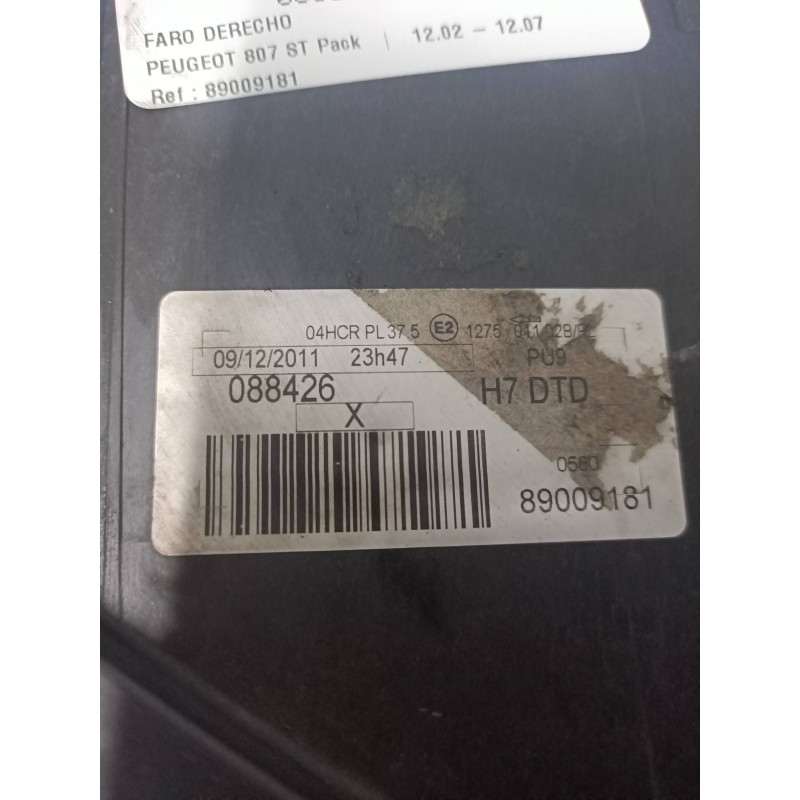 FARO DERECHO
PEUGEOT 807 ST Pack | 12.02 - 12.07
Ref : 89009181
04HCR PL 37.5 E2 1275
09/12/2011 23h47 PU9
088426 H7 DTD
X
0560
89009181